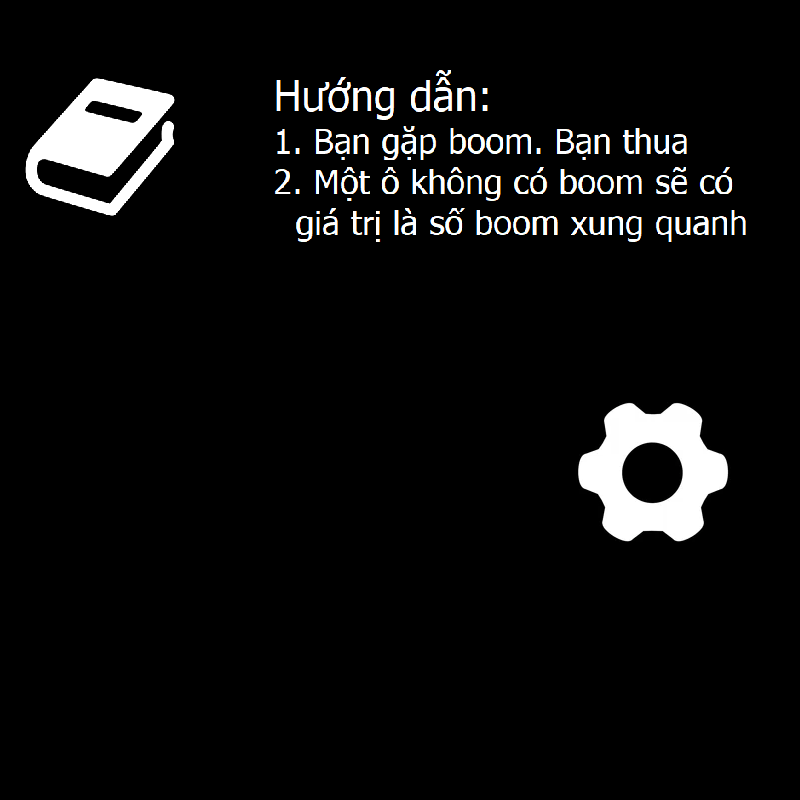 Hướng dẫn:
1. Bạn gặp boom. Bạn thua
2. Một ô không có boom sẽ có
giá trị là số boom xung quanh